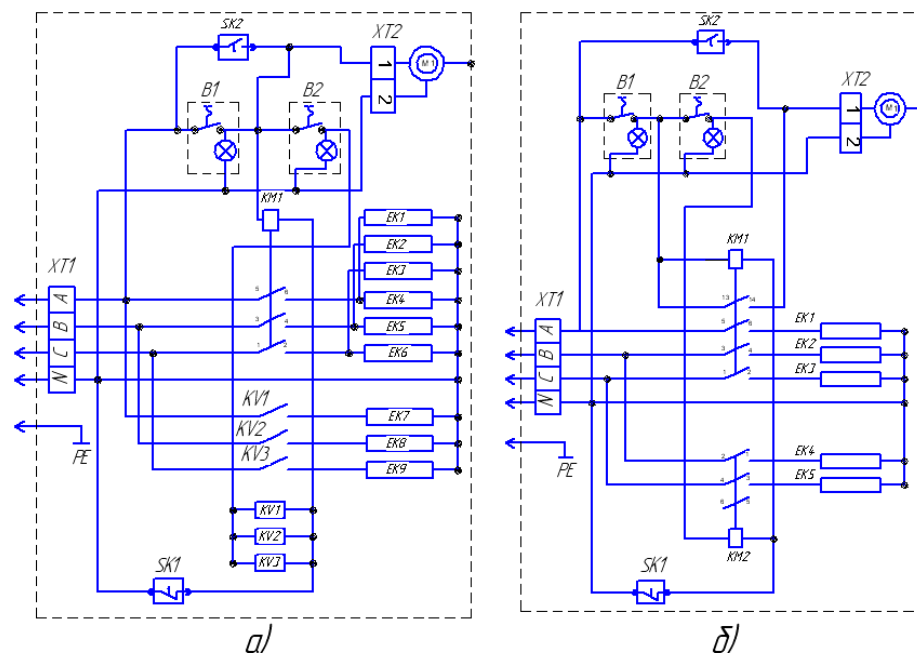 SK2
XT2
1
2
M1
B1
B2
KM1
EK1
EK2
EK3
EK4
EK5
EK6
XT1
A
B
C
N
5
6
3
4
1
2
KV1
KV2
KV3
EK7
EK8
EK9
PE
KV1
KV2
KV3
SK1
а)
SK2
XT2
1
2
M1
B1
B2
KM1
XT1
A
B
C
N
13
14
5
6
3
4
1
2
EK1
EK2
EK3
PE
2
1
4
3
6
5
EK4
EK5
KM2
SK1
б)